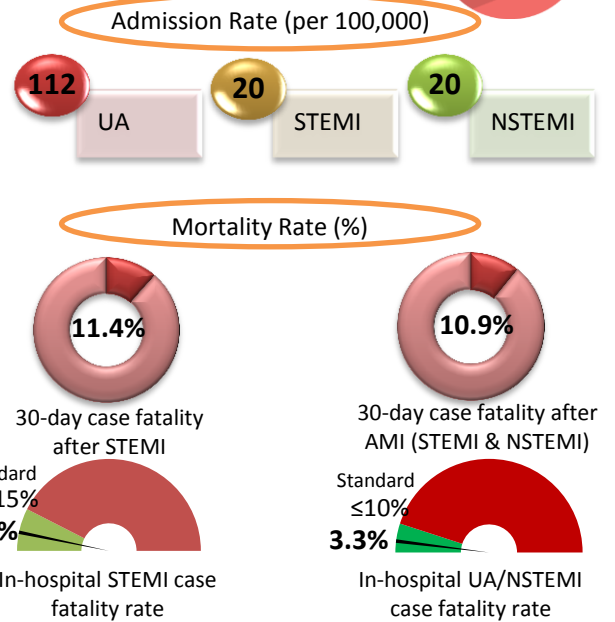 Admission Rate (per 100,000)
112
20
20
UA
STEMI
NSTEMI
Mortality Rate (%)
11.4%
10.9%
30-day case fatality
after STEMI
30-day case fatality after
AMI (STEMI & NSTEMI)
15%
%
Standard
≤10%
3.3%
In-hospital STEMI case
fatality rate
In-hospital UA/NSTEMI
case fatality rate